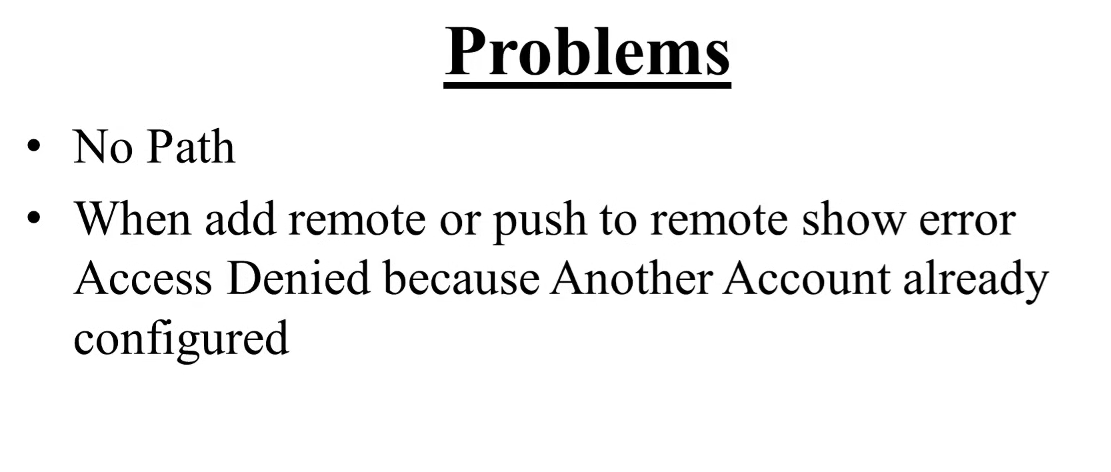 Problems
• No Path
• When add remote or push to remote show error
Access Denied because Another Account already
configured